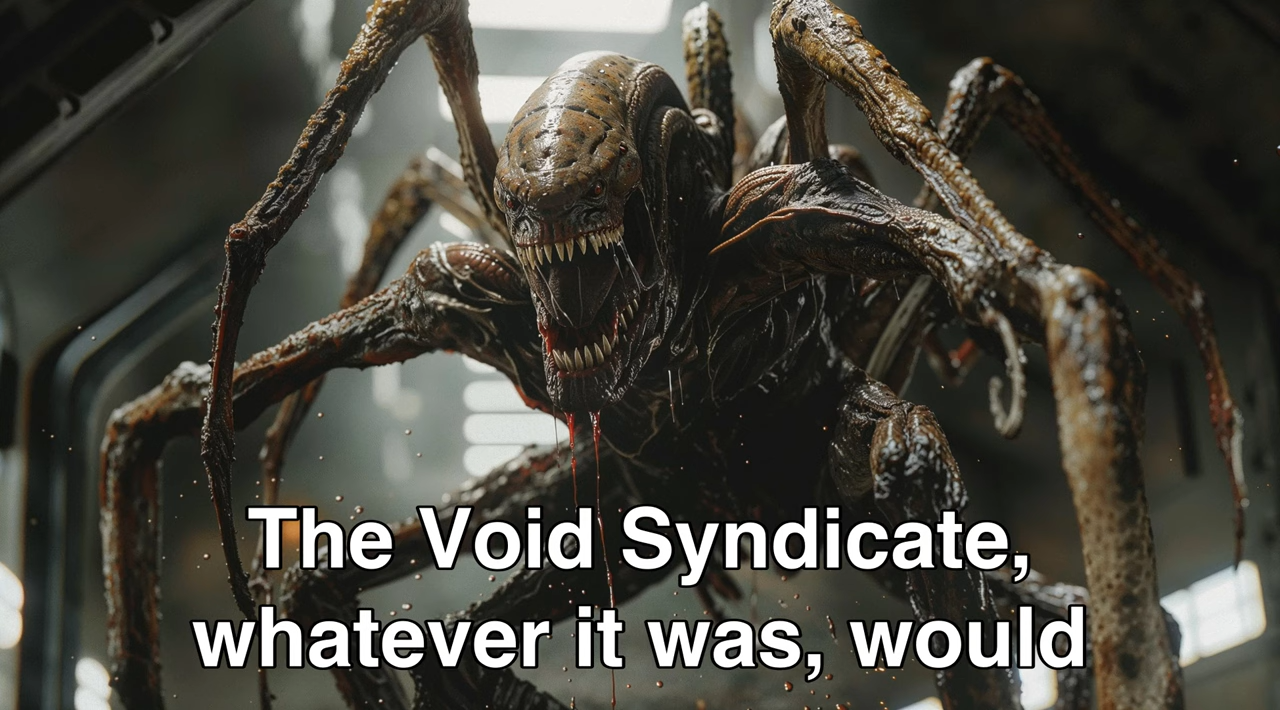 The Void Syndicate,
whatever it was, would